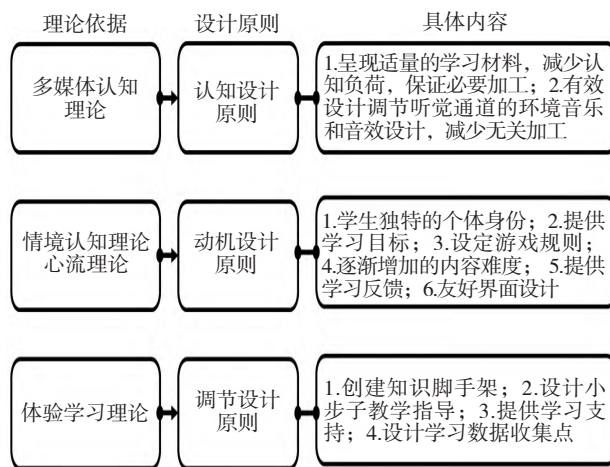 理论依据 设计原则 具体内容
多媒体认知
理论
认知设计
原则
1.呈现适量的学习材料，减少认
知负荷，保证必要加工；2.有效
设计调节听觉通道的环境音乐
和音效设计，减少无关加工
情境认知理论
心流理论
动机设计
原则
1.学生独特的个体身份；2.提供
学习目标；3.设定游戏规则；
4.逐渐增加的内容难度； 5.提供
学习反馈；6.友好界面设计
体验学习理论
调节设计
原则
1.创建知识脚手架；2.设计小
步子教学指导；3.提供学习支
持；4.设计学习数据收集点